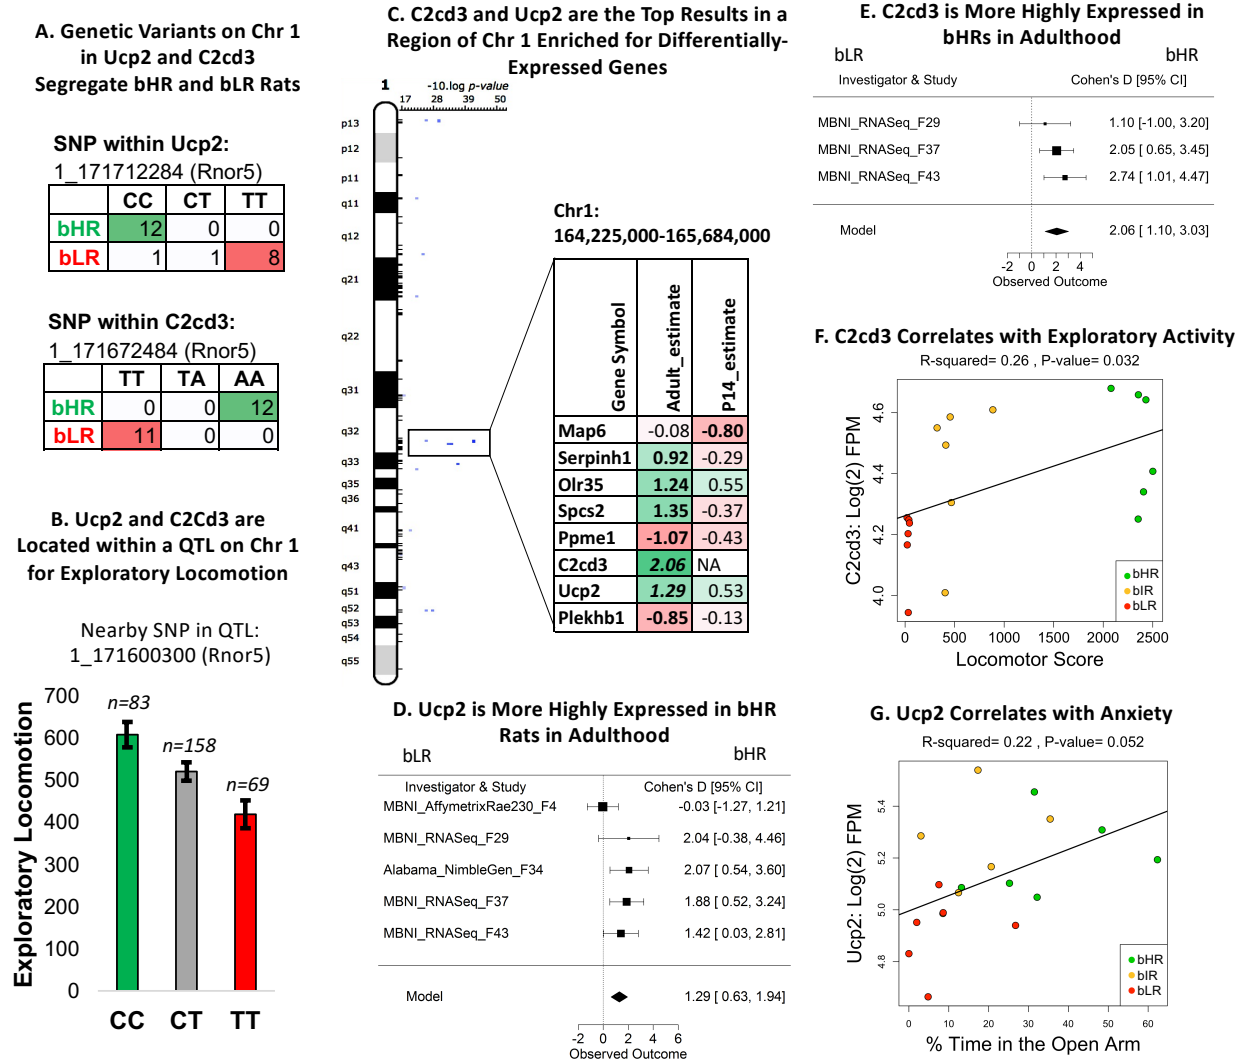 A. Genetic Variants on Chr 1
in Ucp2 and C2cd3
Segregate bHR and bLR Rats
SNP within Ucp2:
1_171712284 (Rnor5)
CC CT TT
bHR 12 0 0
bLR 1 1 8
SNP within C2cd3:
1_171672484 (Rnor5)
TT TA AA
bHR 0 0 12
bLR 11 0 0
B. Ucp2 and C2Cd3 are
Located within a QTL on Chr 1
for Exploratory Locomotion
Nearby SNP in QTL:
1_171600300 (Rnor5)
Exploratory Locomotion
700
600
500
400
300
200
100
0
n=83
n=158
n=69
CC CT TT
C. C2cd3 and Ucp2 are the Top Results in a
Region of Chr 1 Enriched for Differentially-
Expressed Genes
1
-10.log p-value
17 28 39 50
p13
p12
p11
q11
q12
q21
q22
q31
q32
q33
q35
q36
q41
q43
q51
q52
q53
q54
q55
Chr1:
164,225,000-165,684,000
Gene Symbol Adult_estimate P14_estimate
Map6 -0.08 -0.80
Serpinh1 0.92 -0.29
Olr35 1.24 0.55
Spcs2 1.35 -0.37
Ppme1 -1.07 -0.43
C2cd3 2.06 NA
Ucp2 1.29 0.53
Plekhb1 -0.85 -0.13
D. Ucp2 is More Highly Expressed in bHR
Rats in Adulthood
bLR bHR
Investigator & Study Cohen's D [95% CI]
MBNI_AffymetrixRae230_F4 -0.03 [-1.27, 1.21]
MBNI_RNASeq_F29 2.04 [-0.38, 4.46]
Alabama_NimbleGen_F34 2.07 [ 0.54, 3.60]
MBNI_RNASeq_F37 1.88 [ 0.52, 3.24]
MBNI_RNASeq_F43 1.42 [ 0.03, 2.81]
Model 1.29 [ 0.63, 1.94]
-2 0 2 4 6
Observed Outcome
E. C2cd3 is More Highly Expressed in
bHRs in Adulthood
bLR bHR
Investigator & Study Cohen's D [95% CI]
MBNI_RNASeq_F29 1.10 [-1.00, 3.20]
MBNI_RNASeq_F37 2.05 [ 0.65, 3.45]
MBNI_RNASeq_F43 2.74 [ 1.01, 4.47]
Model 2.06 [ 1.10, 3.03]
-2 0 2 4
Observed Outcome
F. C2cd3 Correlates with Exploratory Activity
R-squared= 0.26 , P-value= 0.032
C2cd3: Log(2) FPM
4.6
4.4
4.2
4.0
bHR
bIR
bLR
0 500 1000 1500 2000 2500
Locomotor Score
G. Ucp2 Correlates with Anxiety
R-squared= 0.22 , P-value= 0.052
Ucp2: Log(2) FPM
5.4
5.2
5.0
4.8
bHR
bIR
bLR
0 10 20 30 40 50 60
% Time in the Open Arm